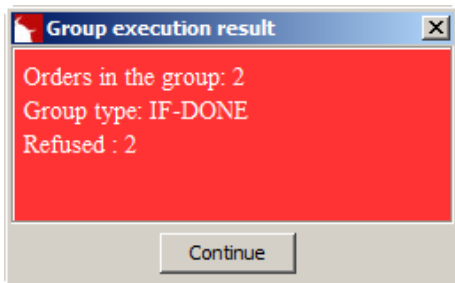 Group execution result
Orders in the group: 2
Group type: IF-DONE
Refused : 2
Continue